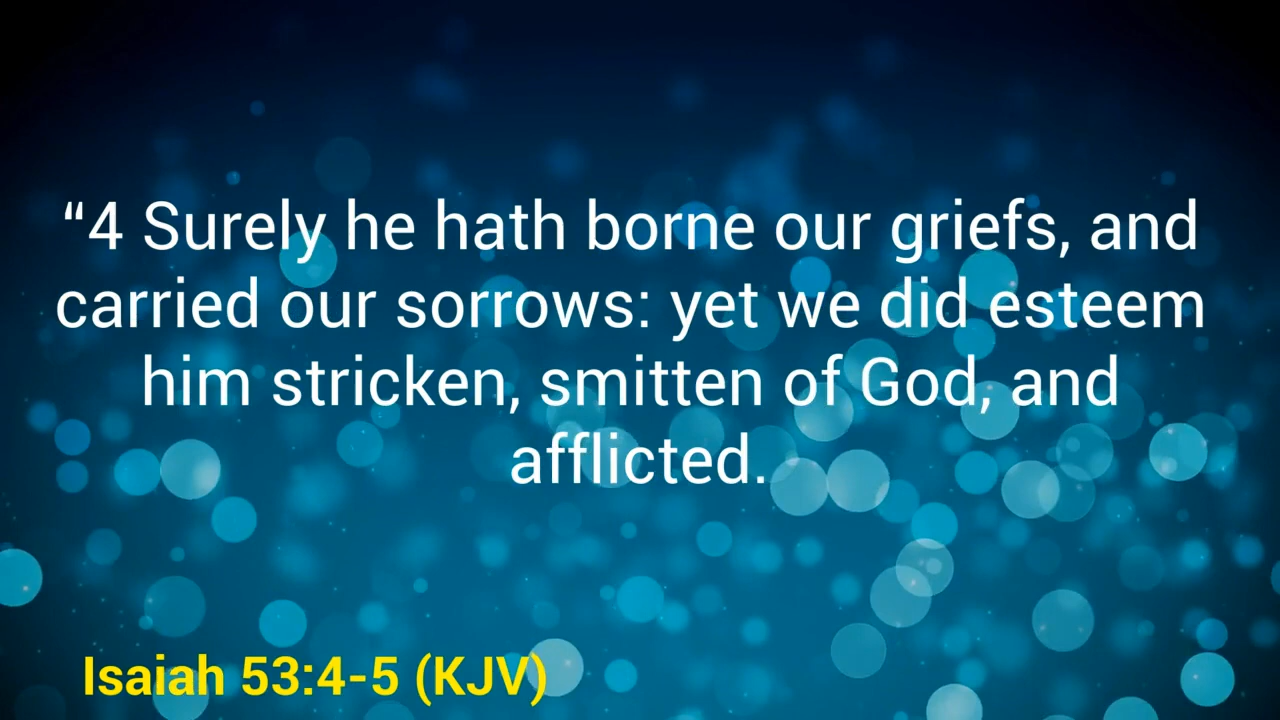 “4 Surely he hath borne our griefs, and
carried our sorrows: yet we did esteem
him stricken, smitten of God, and
afflicted.
Isaiah 53:4-5 (KJV)